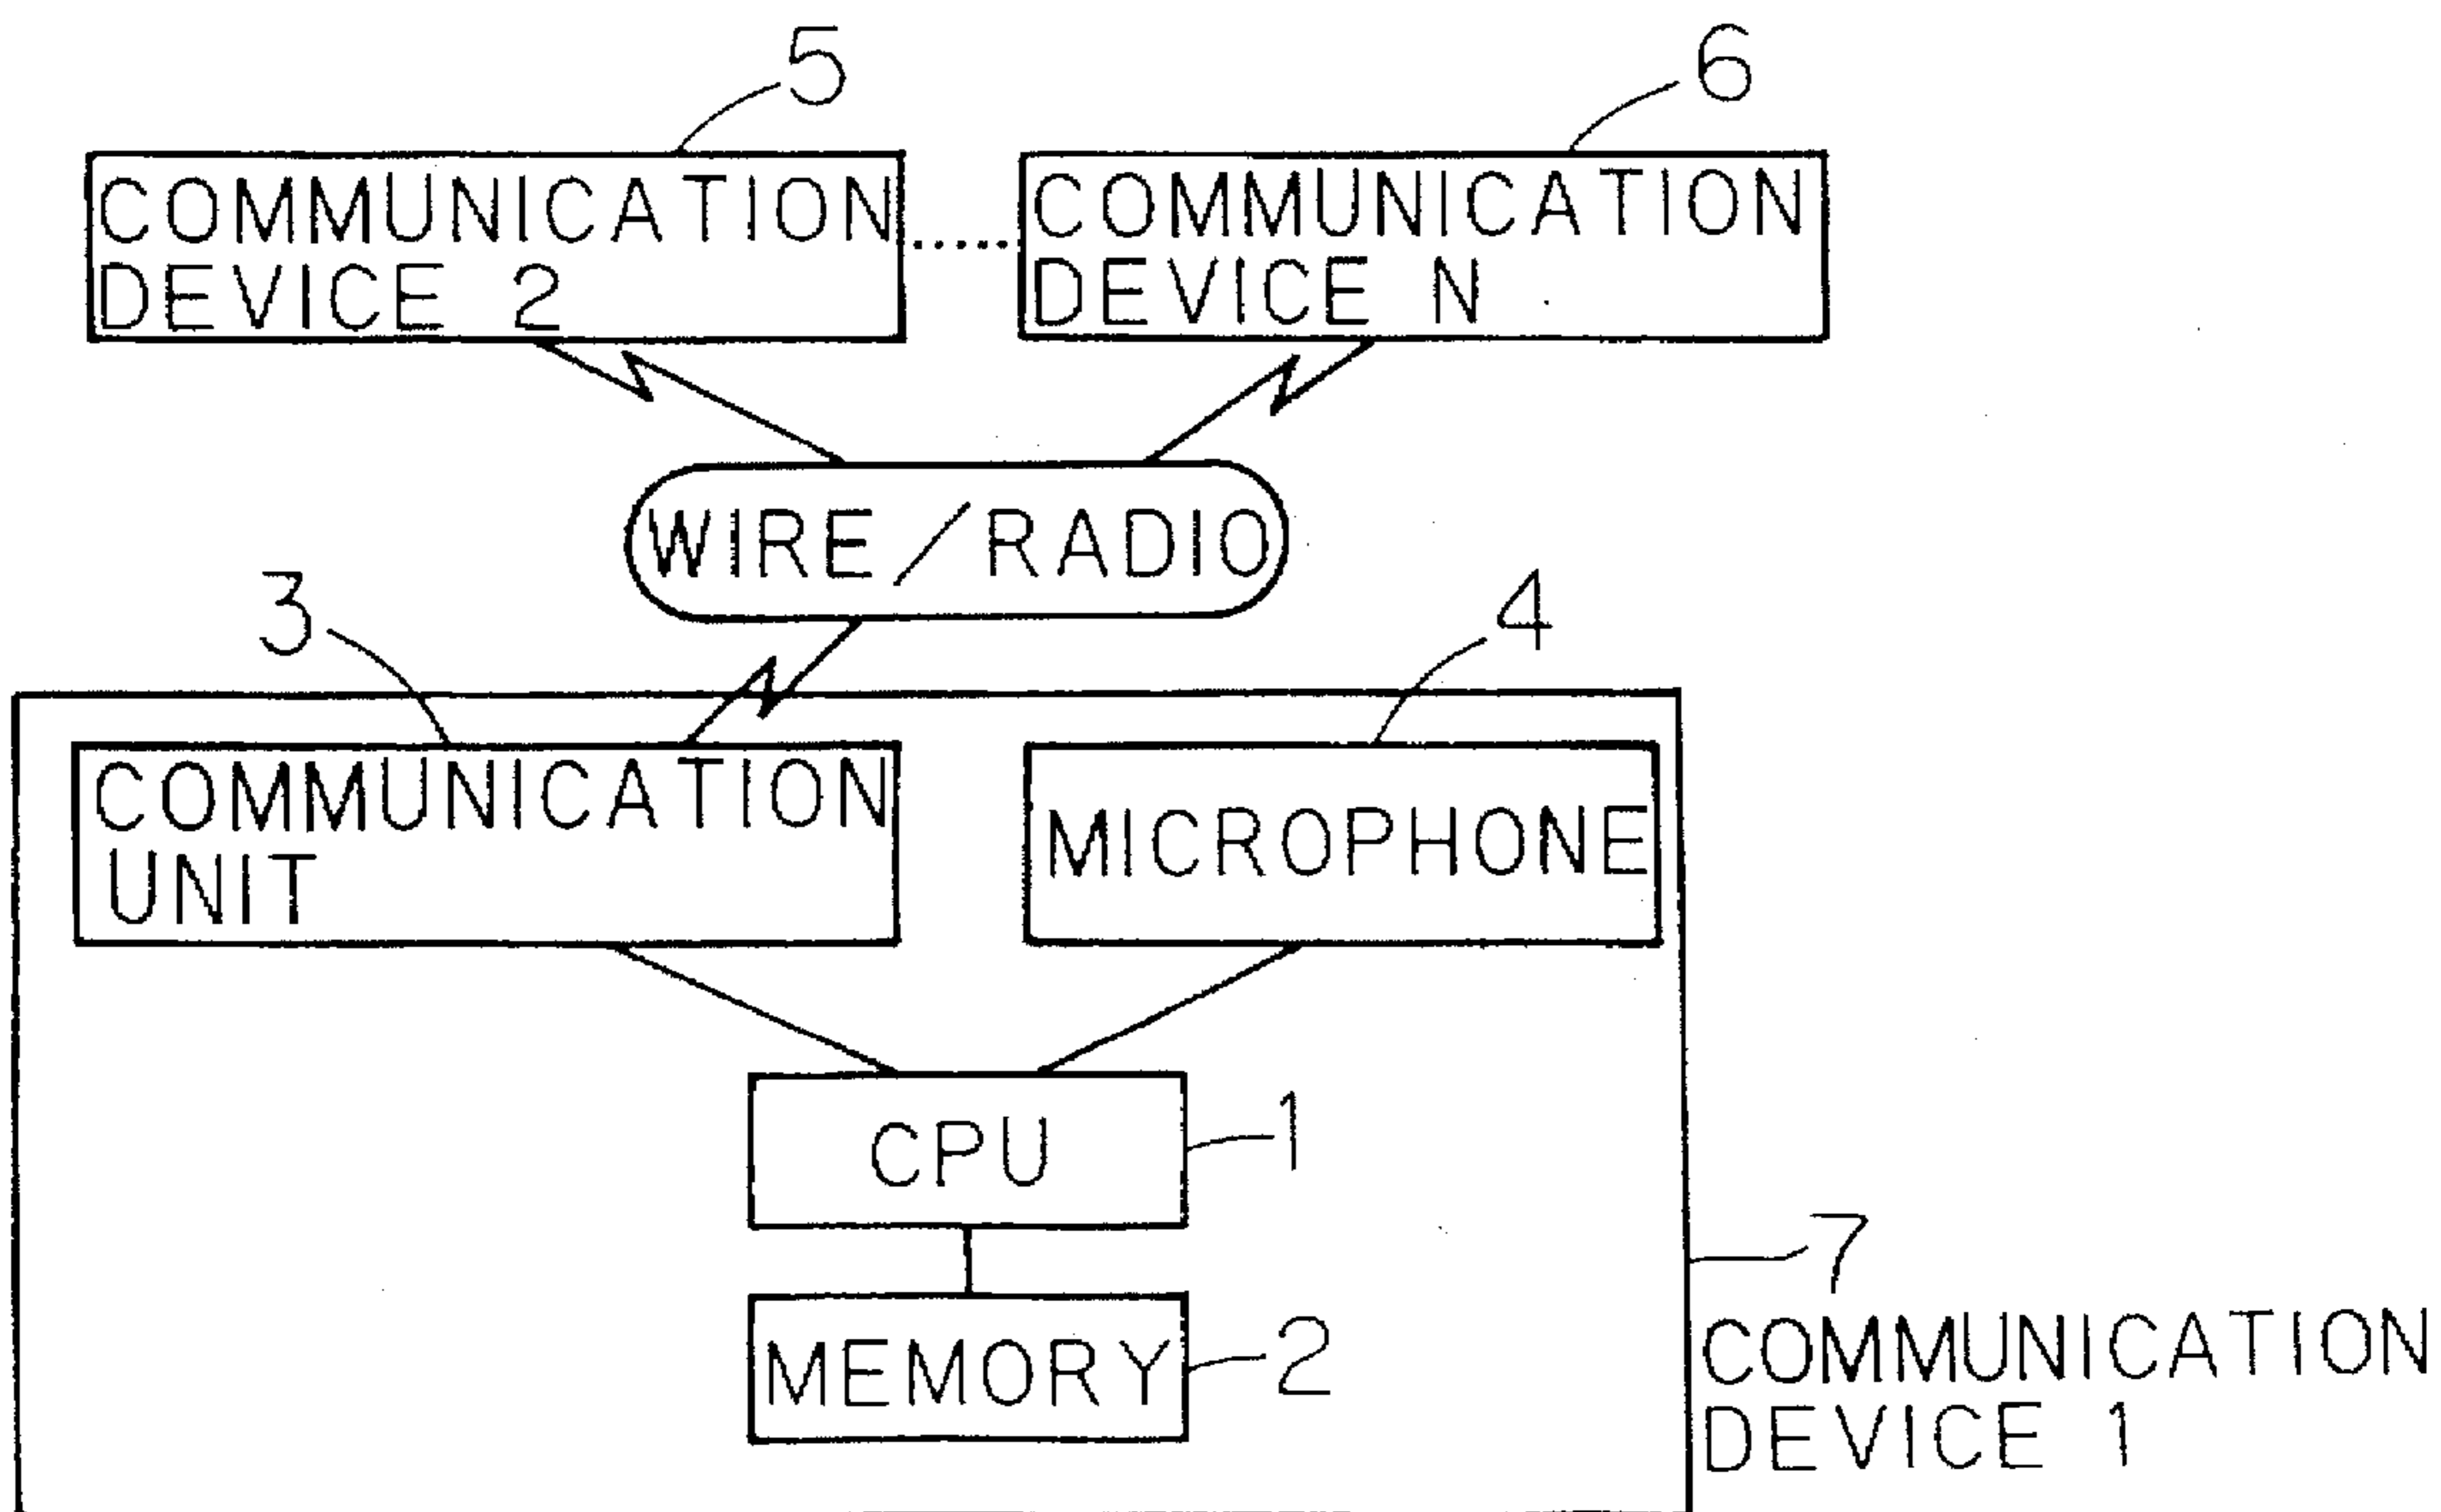 5
6
COMMUNICATION
DEVICE 2
COMMUNICATION
DEVICE N
WIRE/RADIO
3
4
COMMUNICATION
UNIT
MICROPHONE
CPU
1
7
MEMORY
2
COMMUNICATION
DEVICE 1